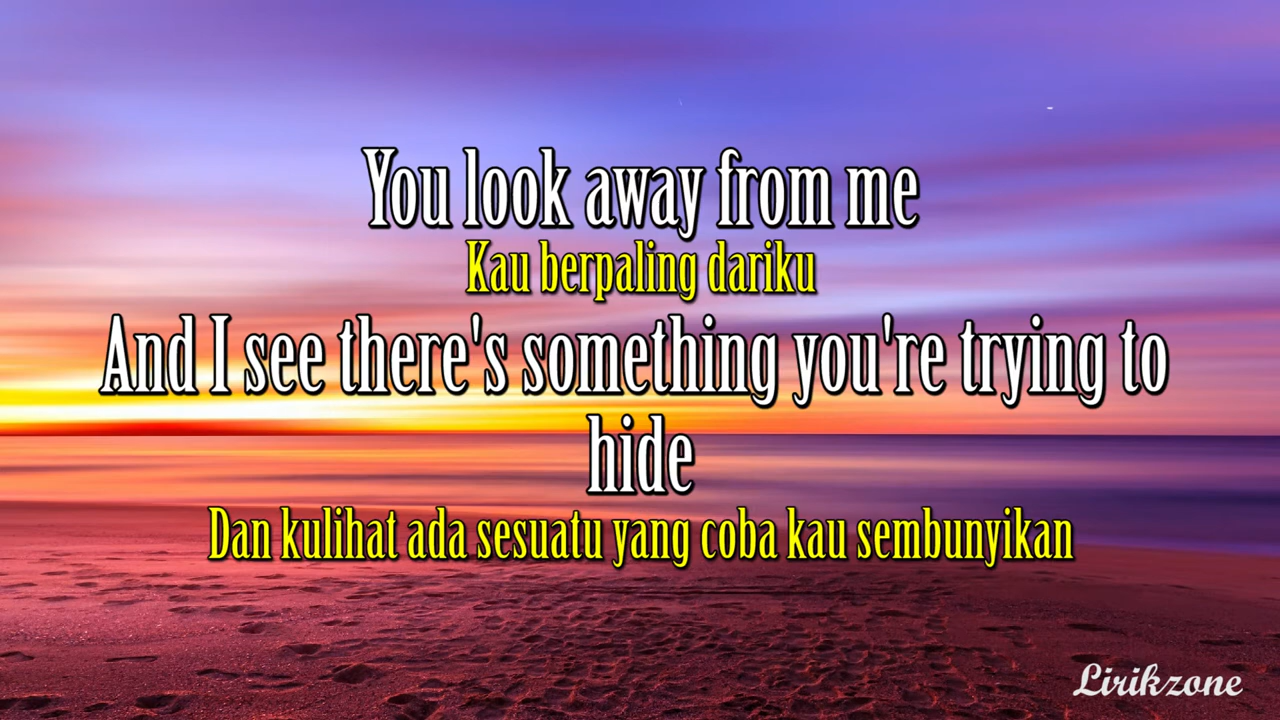 You look away from me
Kau berpaling dariku
And I see there's something you're trying to
hide
Dan kulihat ada sesuatu yang coba kau sembunyikan
Lirikzone